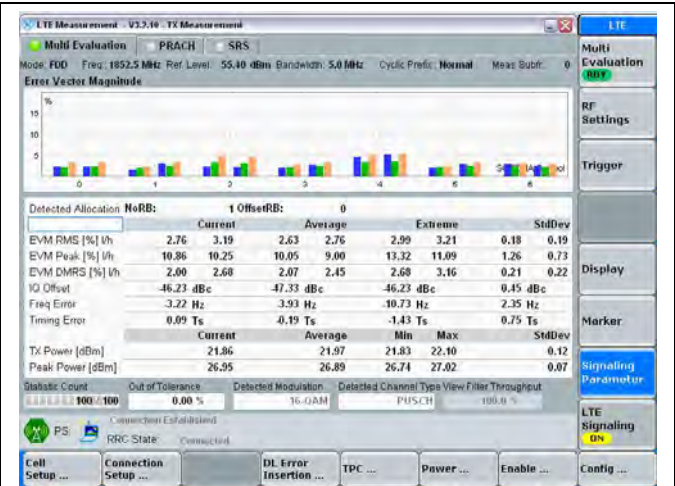 LTE Measurement - V3.2.10 - TX Measurement
LTE
Multi Evaluation PRACH SRS
Multi Evaluation
RDY
Mode: FDD Freq.: 1852.5 MHz Ref. Level: 55.40 dBm Bandwidth: 5.0 MHz Cyclic Prefix: Normal Meas Subfr.: 0
Error Vector Magnitude
%
15
10
5
0 1 2 3 4 5 6
RF Settings
Trigger
Detected Allocation NoRB: 1 OffsetRB: 0
Current Average Extreme StdDev
EVM RMS [%] l/h 2.76 3.19 2.63 2.76 2.99 3.21 0.18 0.19
EVM Peak [%] l/h 10.86 10.25 10.05 9.00 13.32 11.09 1.26 0.73
EVM DMRS [%] l/h 2.00 2.68 2.07 2.45 2.68 3.16 0.21 0.22
IQ Offset -46.23 dBc -47.33 dBc -46.23 dBc 0.45 dBc
Freq Error -3.22 Hz -3.93 Hz -10.73 Hz 2.35 Hz
Timing Error 0.09 Ts -0.19 Ts -1.43 Ts 0.75 Ts
Current Average Min Max StdDev
TX Power [dBm] 21.86 21.97 21.83 22.10 0.12
Peak Power [dBm] 26.95 26.89 26.74 27.02 0.07
Display
Marker
Signaling Parameter
Statistic Count Out of Tolerance Detected Modulation Detected Channel Type View Filter Throughput
100 / 100 0.00 % 16-QAM PUSCH 100.0 %
PS: Connection Established
RRC State: Connected
LTE Signaling
ON
Cell Setup ... Connection Setup ... DL Error Insertion ... TPC ... Power ... Enable ... Config ...